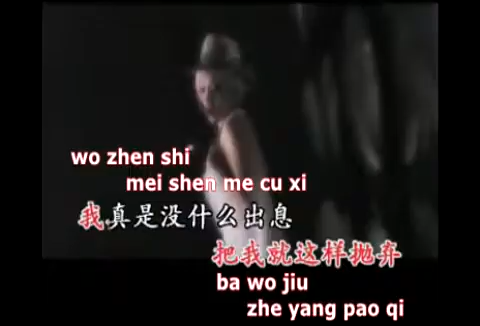 wo zhen shi
mei shen me cu xi
我真是没什么出息
把我就这样抛弃
ba wo jiu
zhe yang pao qi